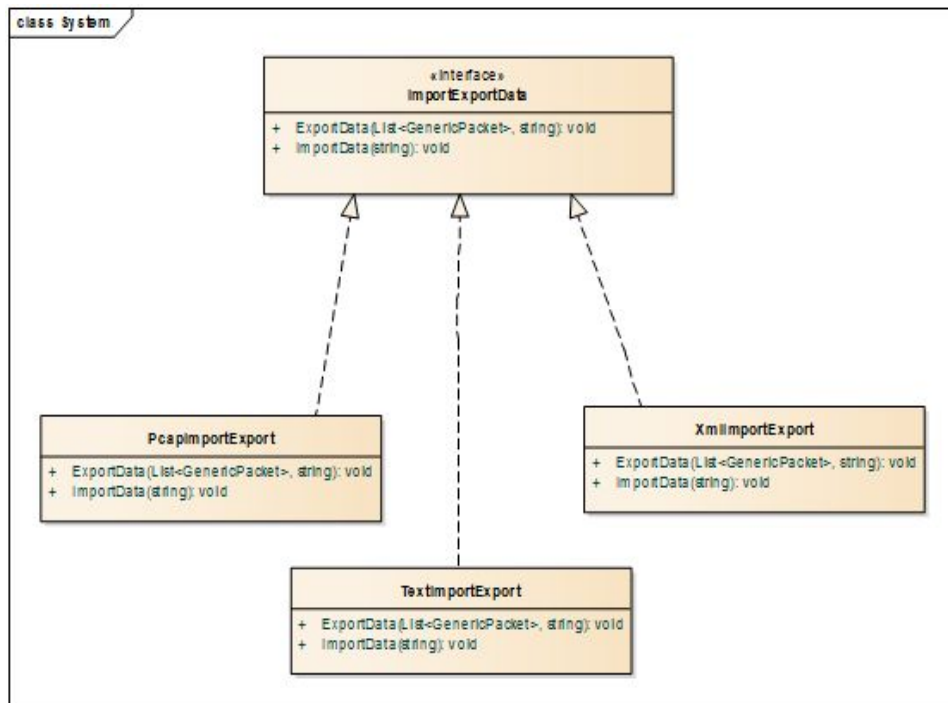 class System
«interface»
ImportExportData
+ ExportData(List<GenericPacket>, string): void
+ ImportData(string): void
PcapImportExport
+ ExportData(List<GenericPacket>, string): void
+ ImportData(string): void
XmlImportExport
+ ExportData(List<GenericPacket>, string): void
+ ImportData(string): void
TextImportExport
+ ExportData(List<GenericPacket>, string): void
+ ImportData(string): void